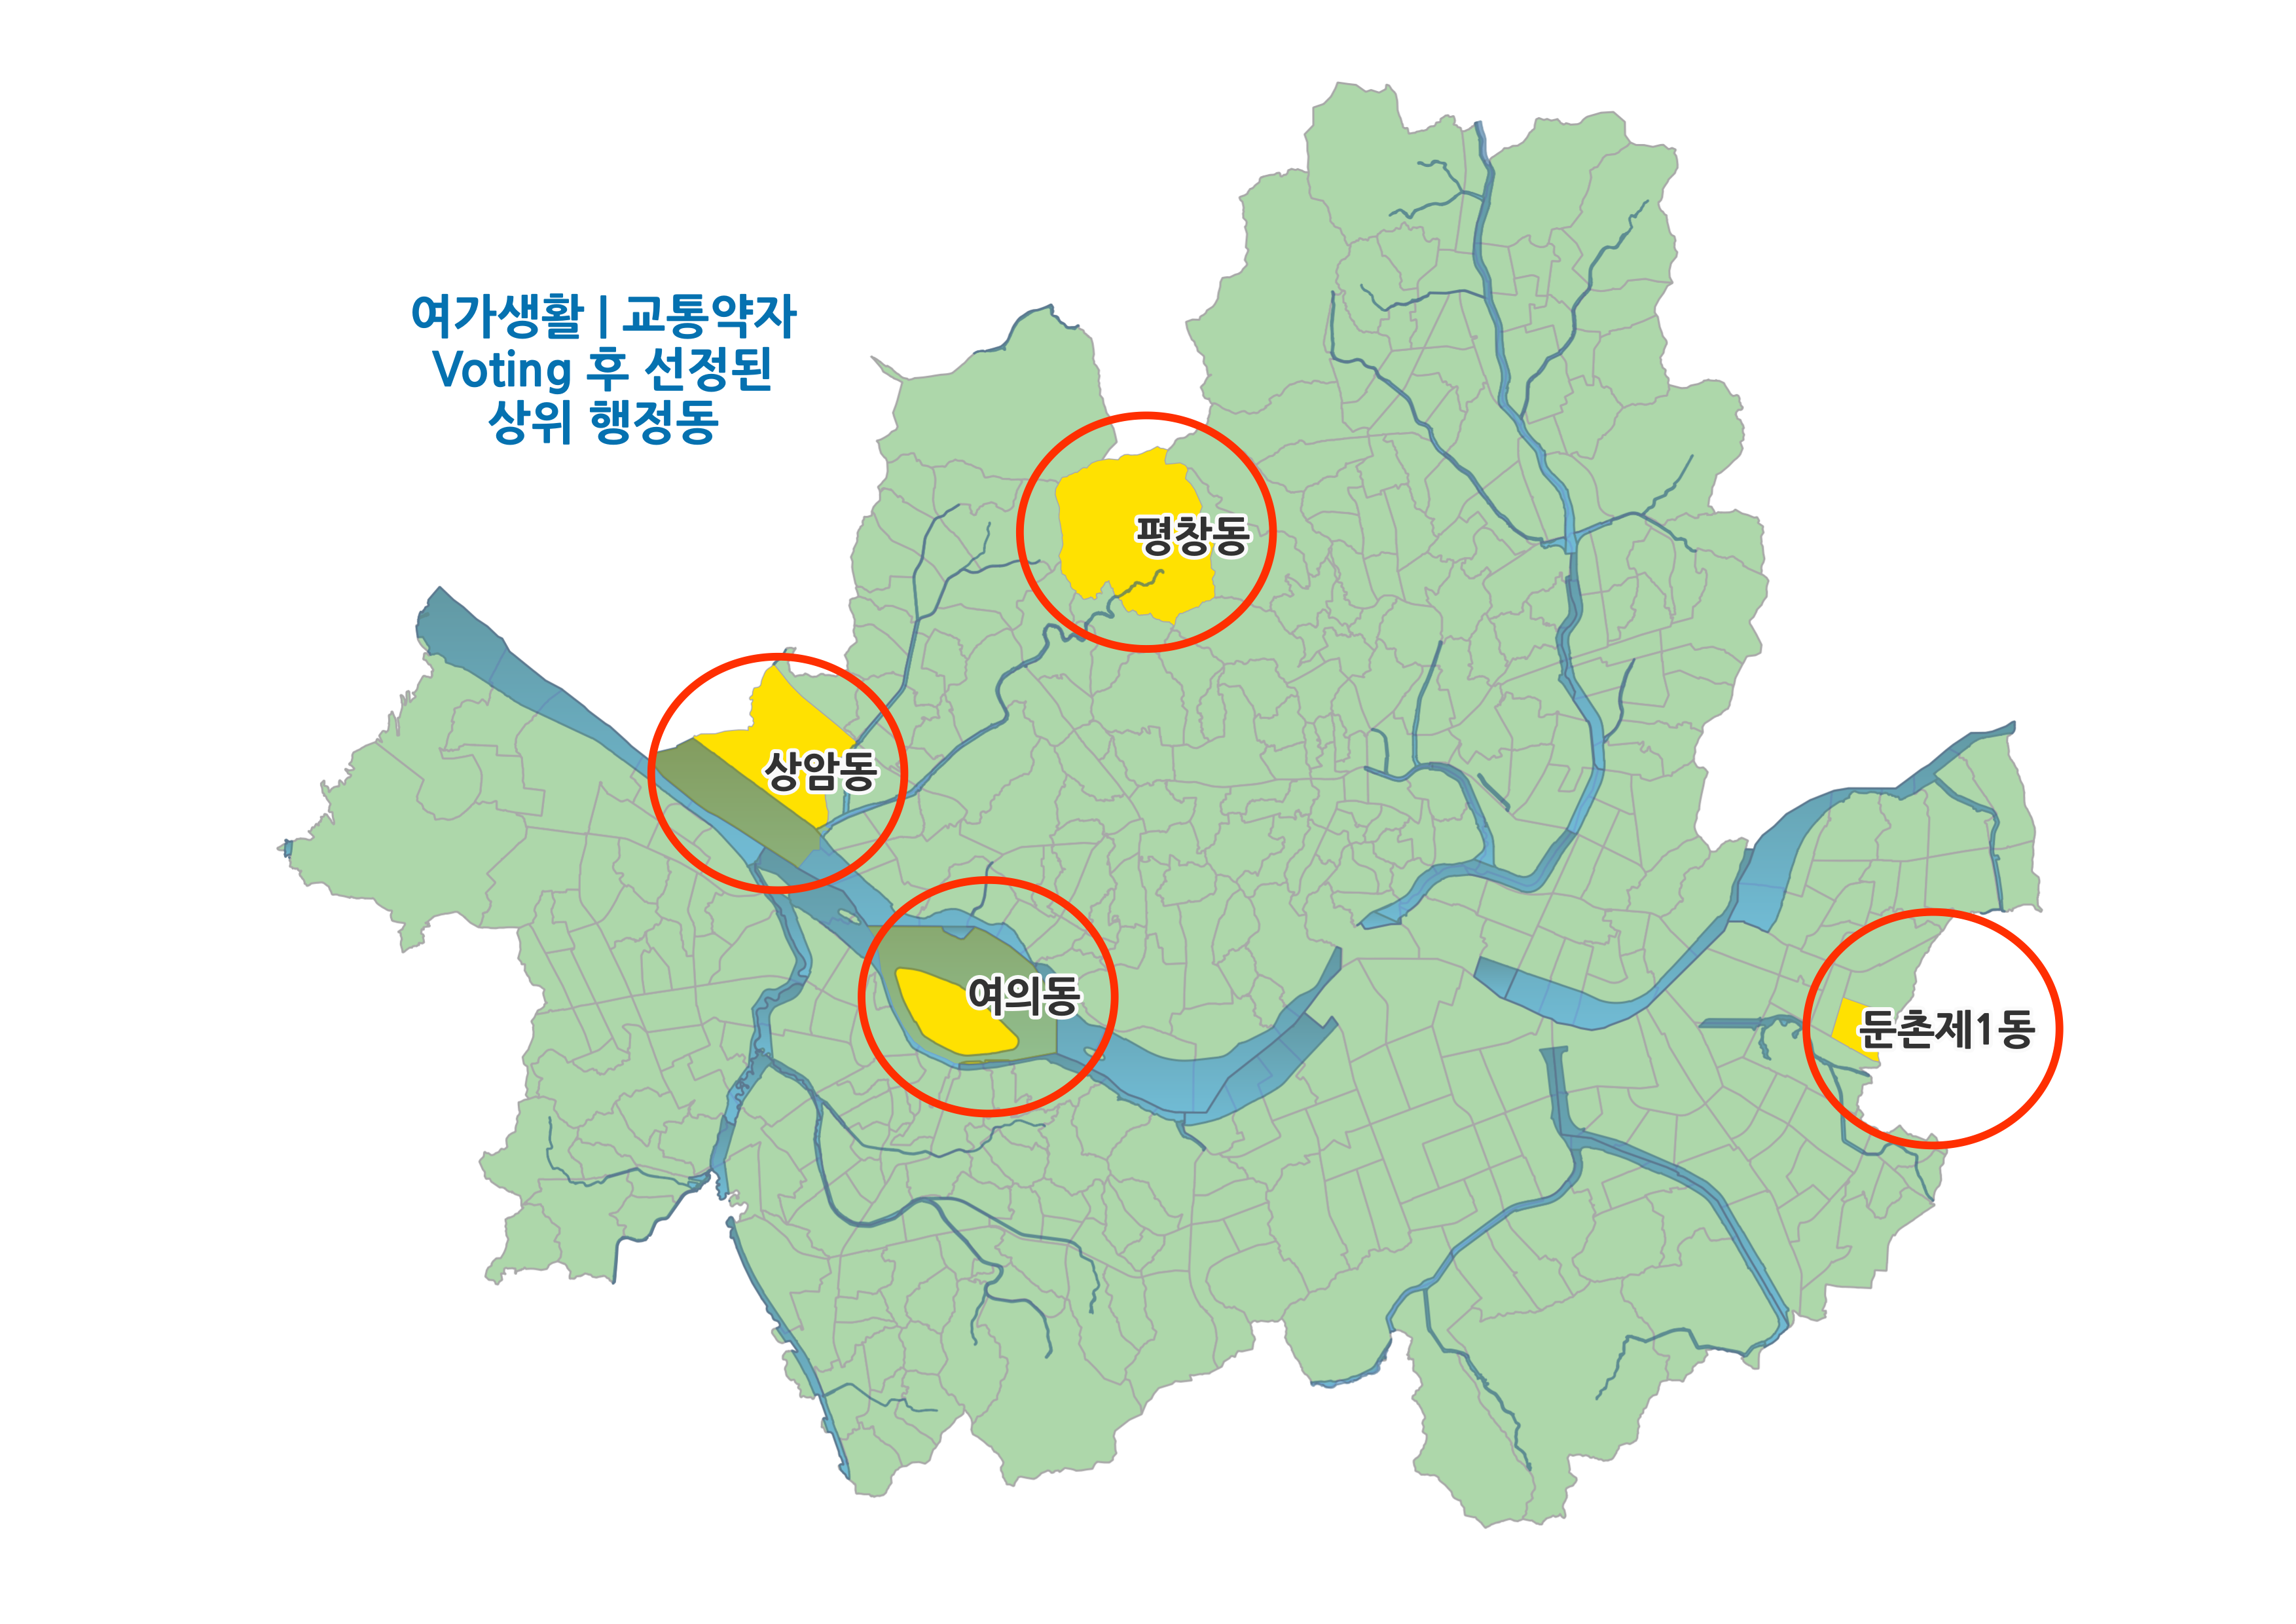 여가생활 | 교통약자
Voting 후 선정된
상위 행정동
평창동
상암동
여의동
둔촌제1동